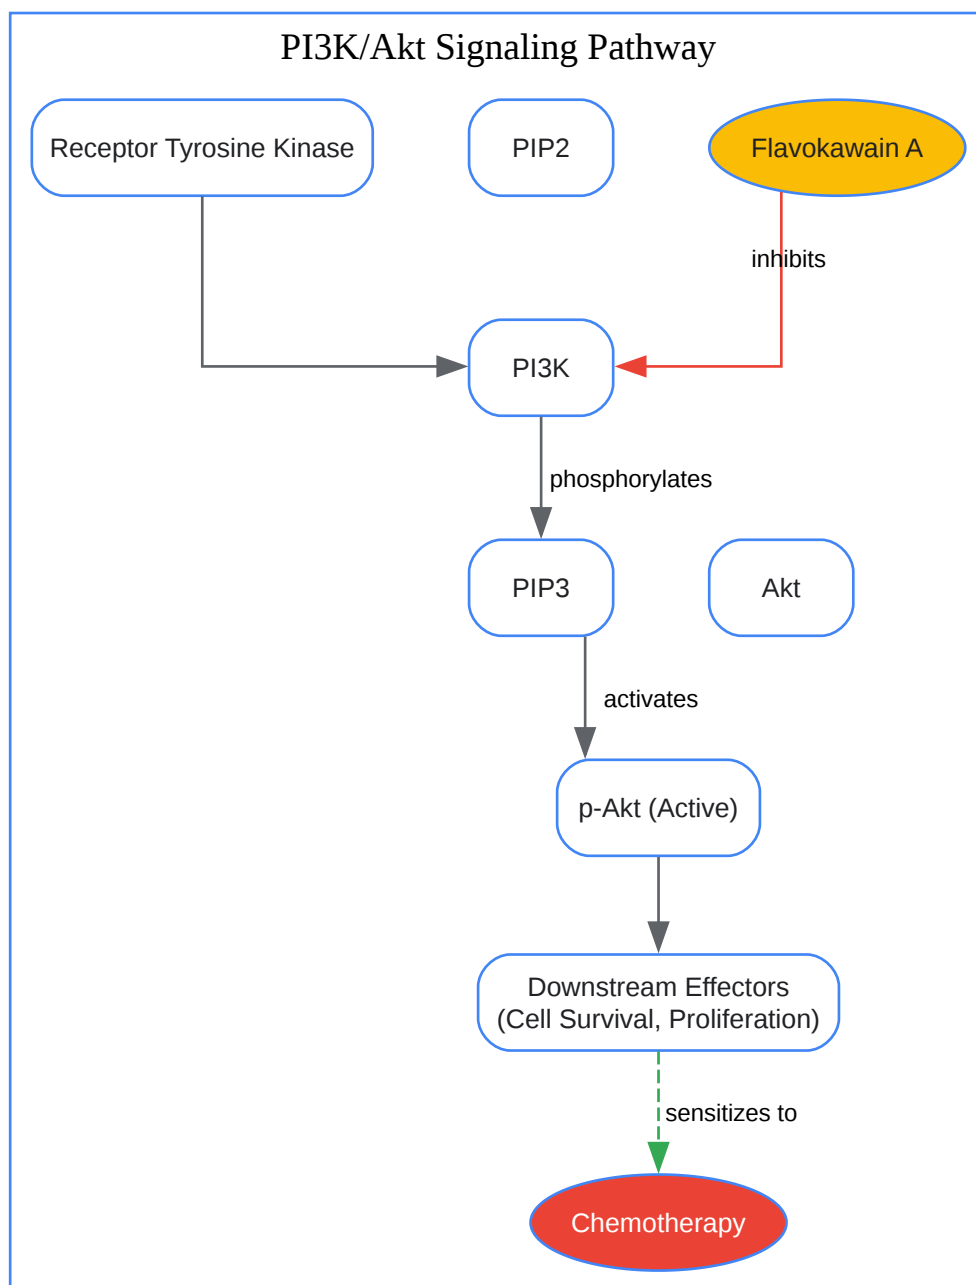 PI3K/Akt Signaling Pathway
Receptor Tyrosine Kinase
PIP2
Flavokawain A
inhibits
PI3K
phosphorylates
PIP3
Akt
activates
p-Akt (Active)
Downstream Effectors
(Cell Survival, Proliferation)
sensitizes to
Chemotherapy